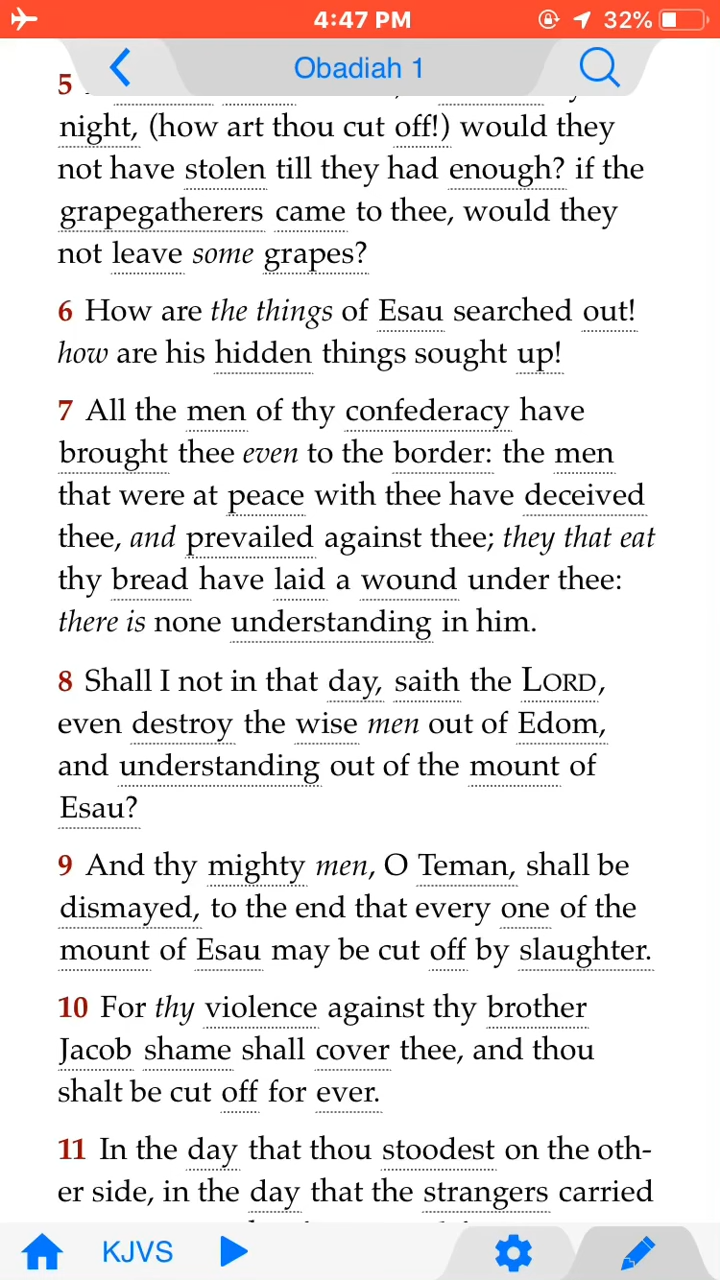 4:47 PM
32%
Obadiah 1
5
night, (how art thou cut off!) would they
not have stolen till they had enough? if the
grapegatherers came to thee, would they
not leave some grapes?
6 How are the things of Esau searched out!
how are his hidden things sought up!
7 All the men of thy confederacy have
brought thee even to the border: the men
that were at peace with thee have deceived
thee, and prevailed against thee; they that eat
thy bread have laid a wound under thee:
there is none understanding in him.
8 Shall I not in that day, saith the LORD,
even destroy the wise men out of Edom,
and understanding out of the mount of
Esau?
9 And thy mighty men, O Teman, shall be
dismayed, to the end that every one of the
mount of Esau may be cut off by slaughter.
10 For thy violence against thy brother
Jacob shame shall cover thee, and thou
shalt be cut off for ever.
11 In the day that thou stoodest on the oth-
er side, in the day that the strangers carried
KJVS